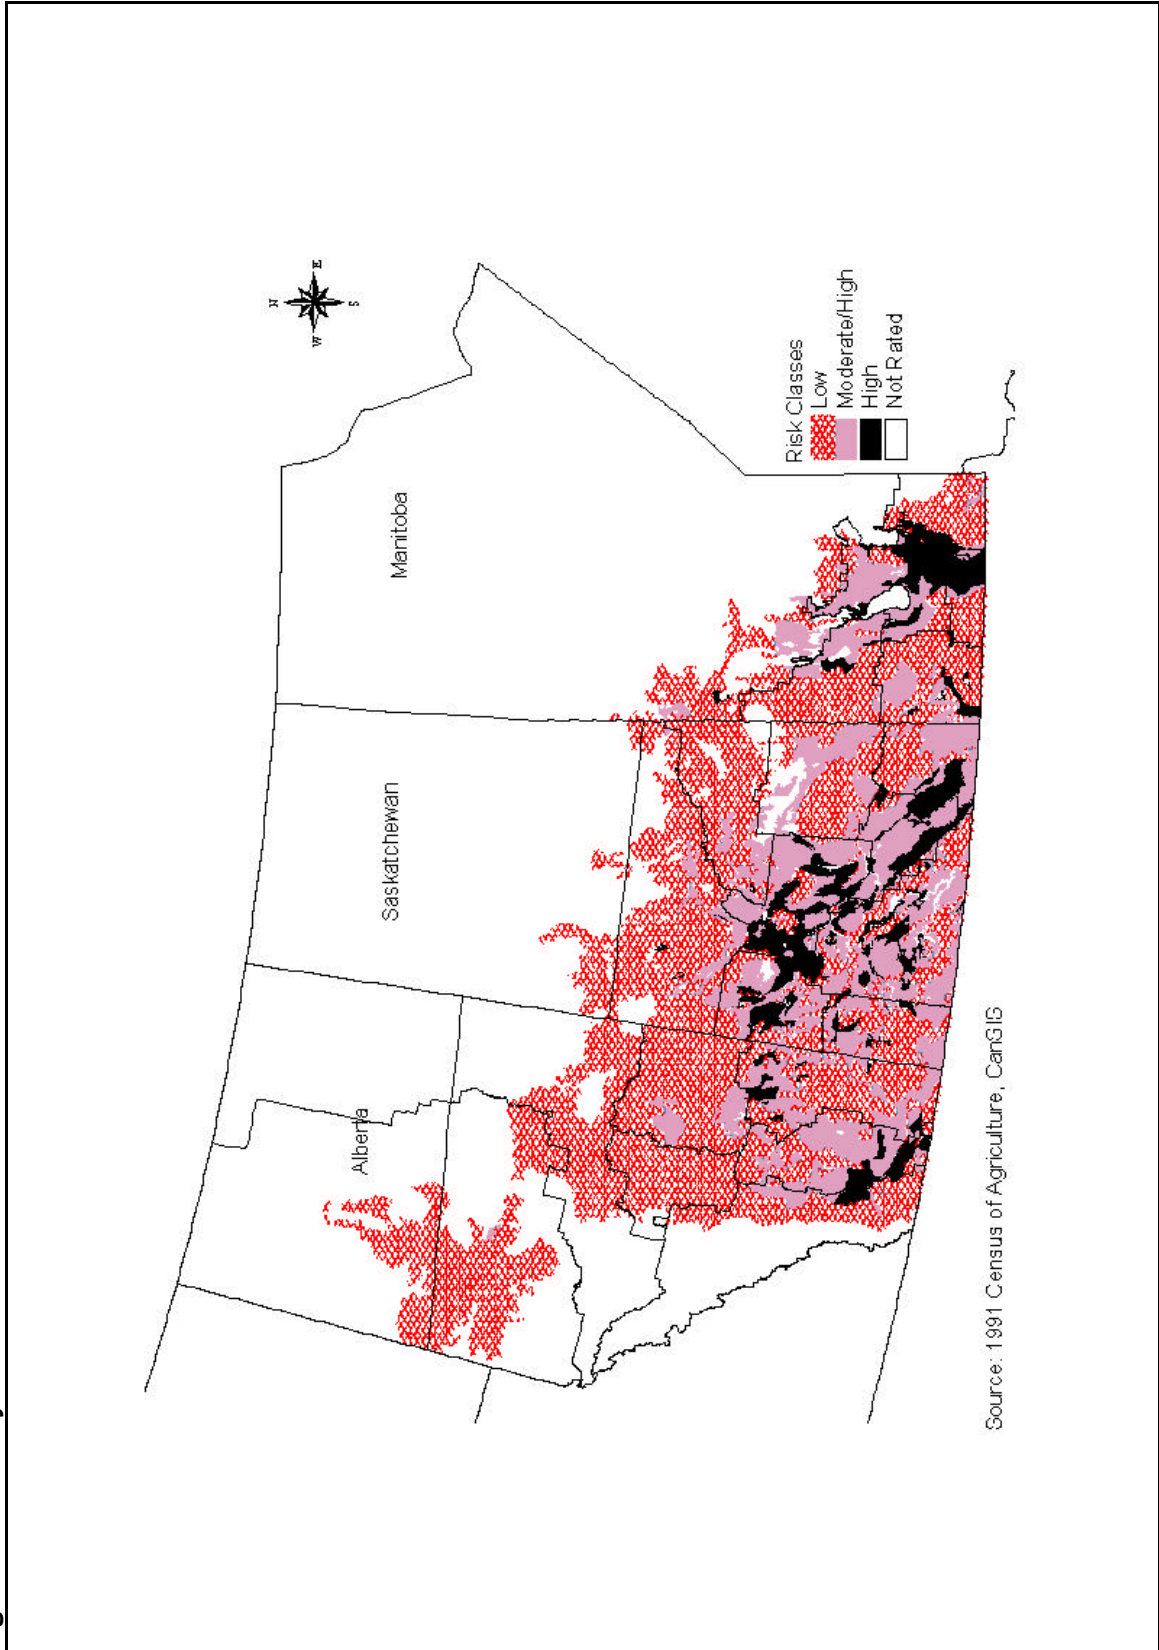 N
W
E
S
Manitoba
Saskatchewan
Alberta
Risk Classes
Low
Moderate/High
High
Not Rated
Source: 1991 Census of Agriculture, CanSIS